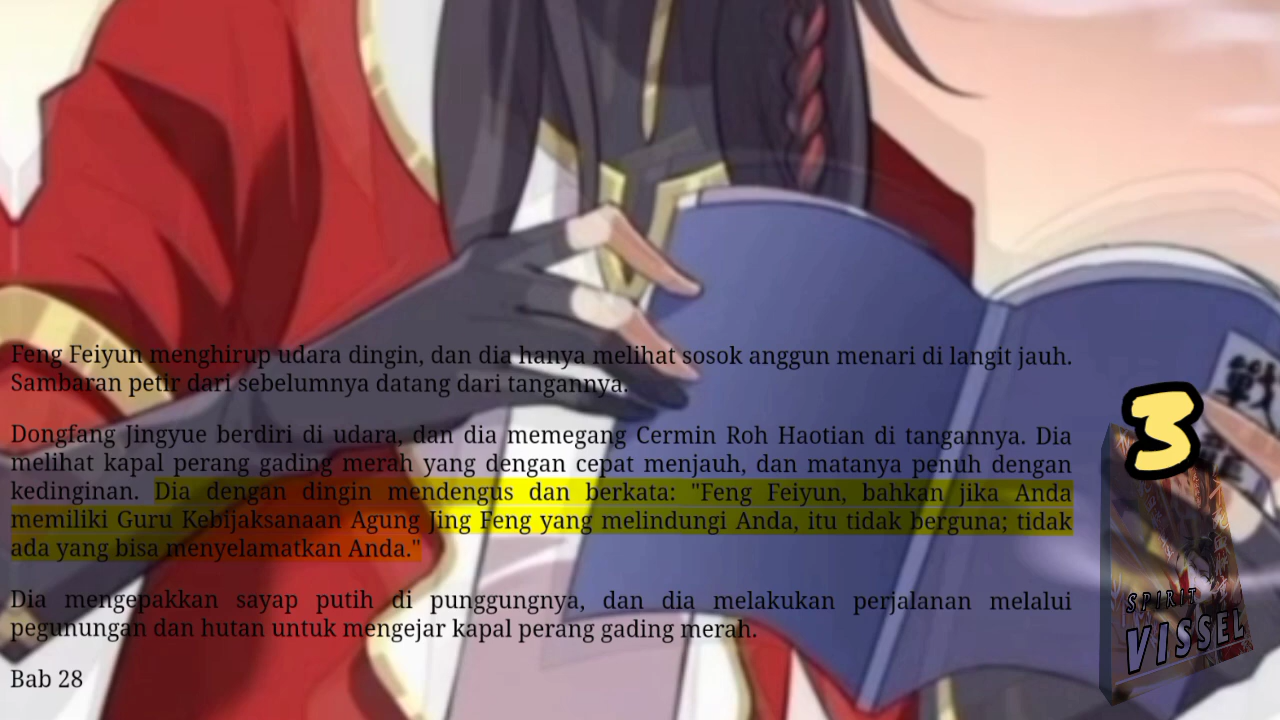 Feng Feiyun menghirup udara dingin, dan dia hanya melihat sosok anggun menari di langit jauh.
Sambaran petir dari sebelumnya datang dari tangannya.
Dongfang Jingyue berdiri di udara, dan dia memegang Cermin Roh Haotian di tangannya. Dia
melihat kapal perang gading merah yang dengan cepat menjauh, dan matanya penuh dengan
kedinginan. Dia dengan dingin mendengus dan berkata: "Feng Feiyun, bahkan jika Anda
memiliki Guru Kebijaksanaan Agung Jing Feng yang melindungi Anda, itu tidak berguna; tidak
ada yang bisa menyelamatkan Anda."
Dia mengepakkan sayap putih di punggungnya, dan dia melakukan perjalanan melalui
pegunungan dan hutan untuk mengejar kapal perang gading merah.
Bab 28
戰
3
SPIRIT
VISSEL